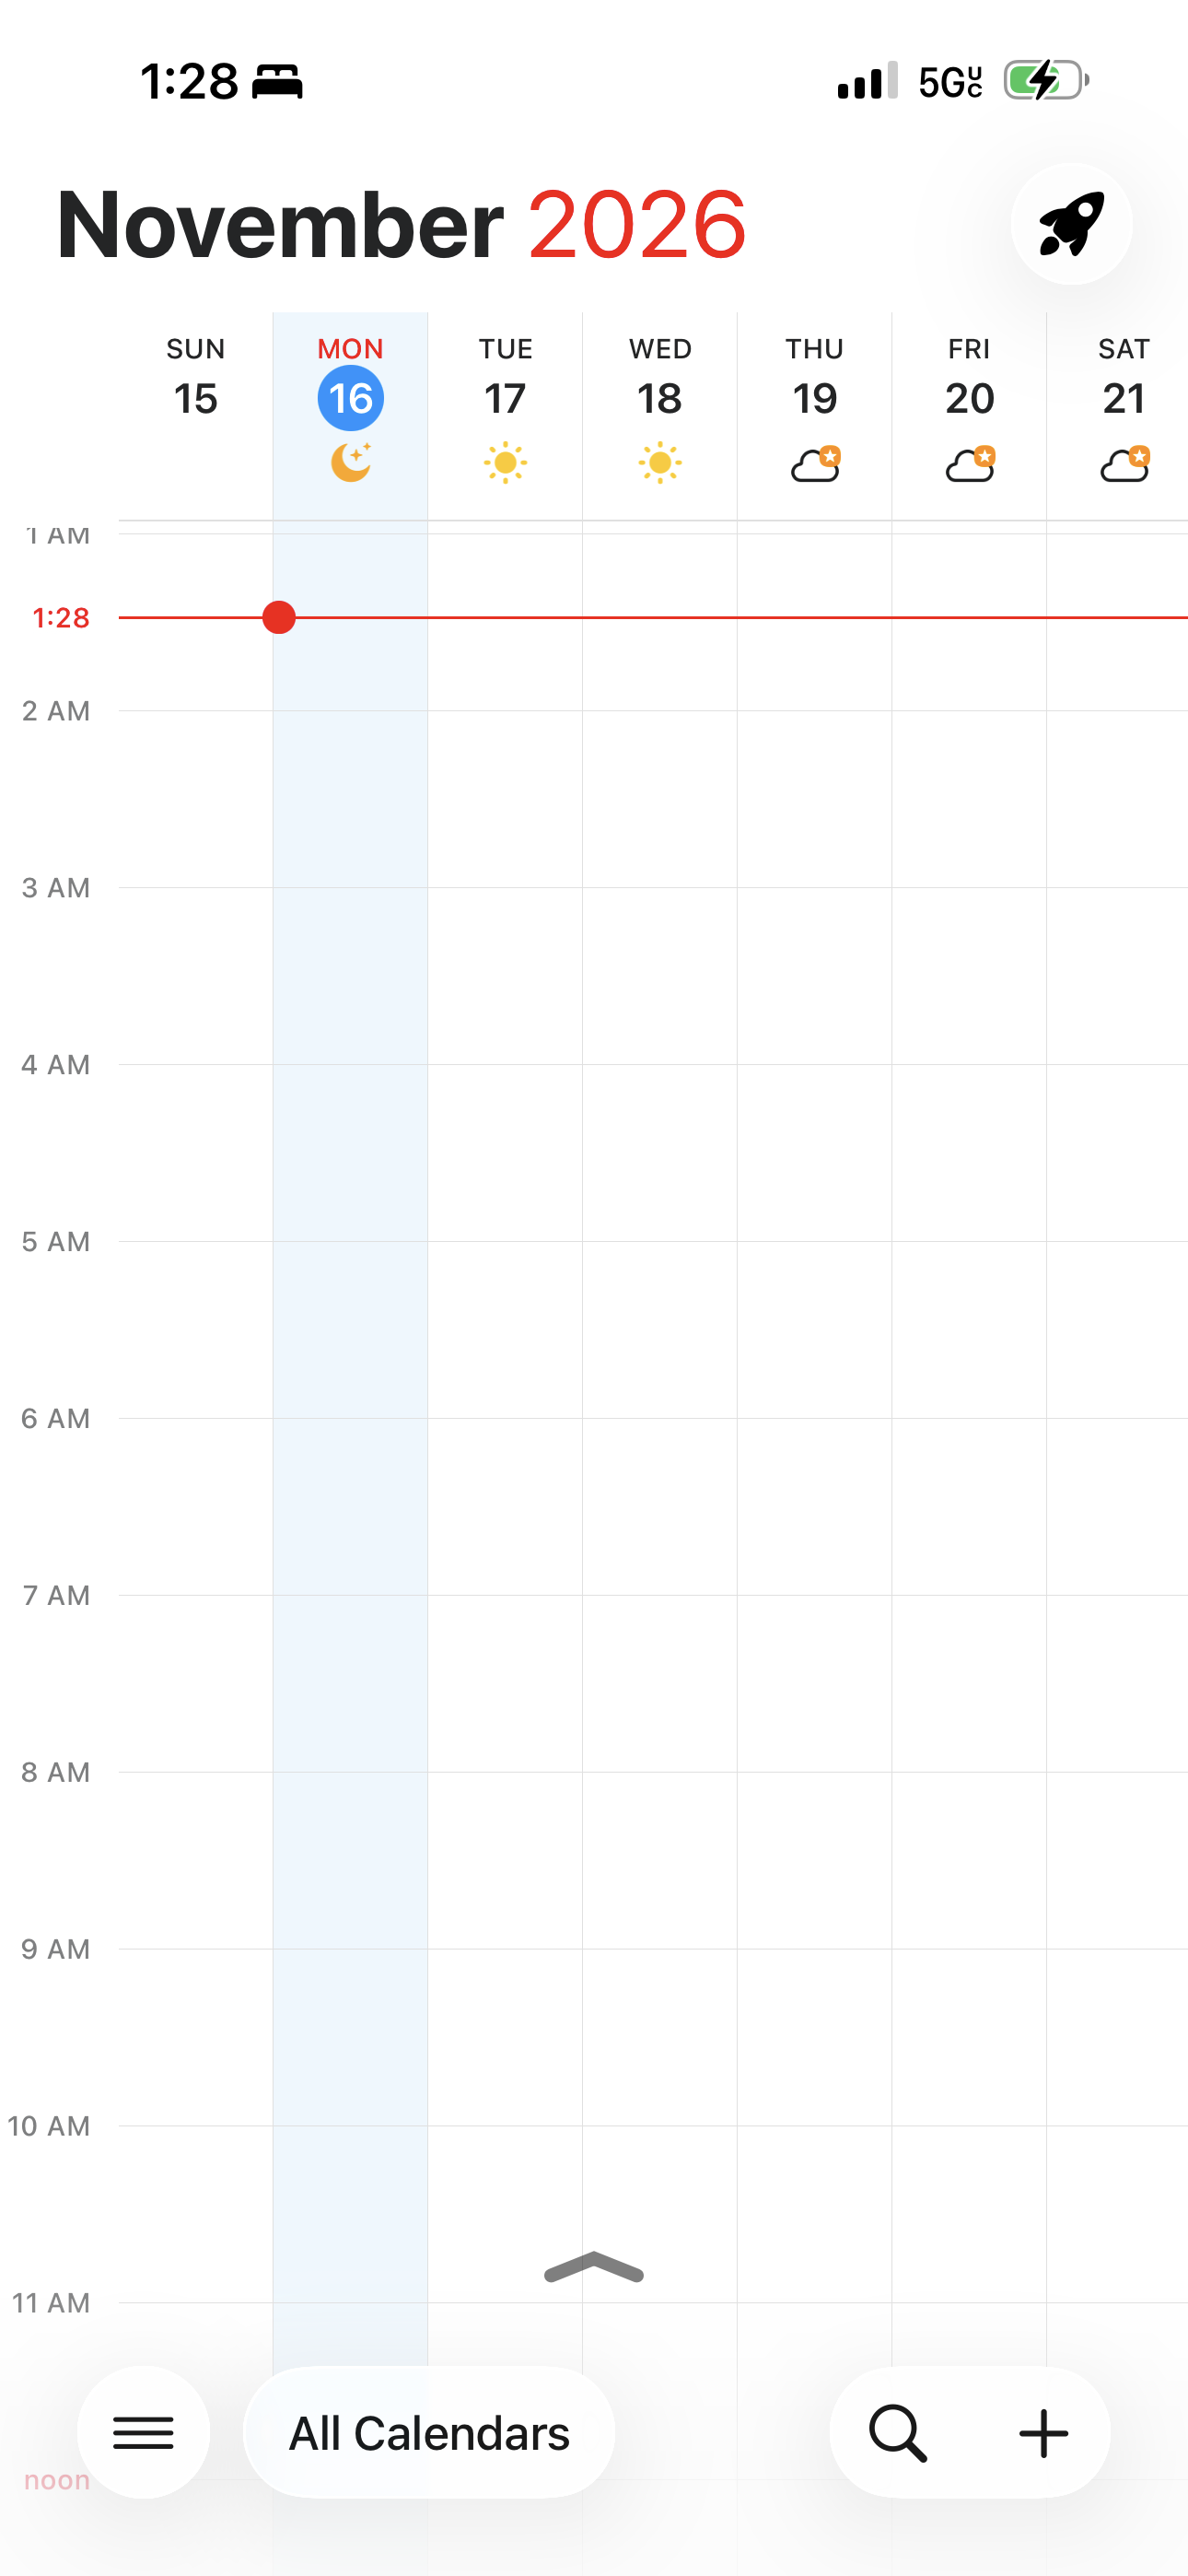 1:28 5GUC
November 2026
SUN MON TUE WED THU FRI SAT
15 16 17 18 19 20 21
1 AM
1:28
2 AM
3 AM
4 AM
5 AM
6 AM
7 AM
8 AM
9 AM
10 AM
11 AM
All Calendars
noon